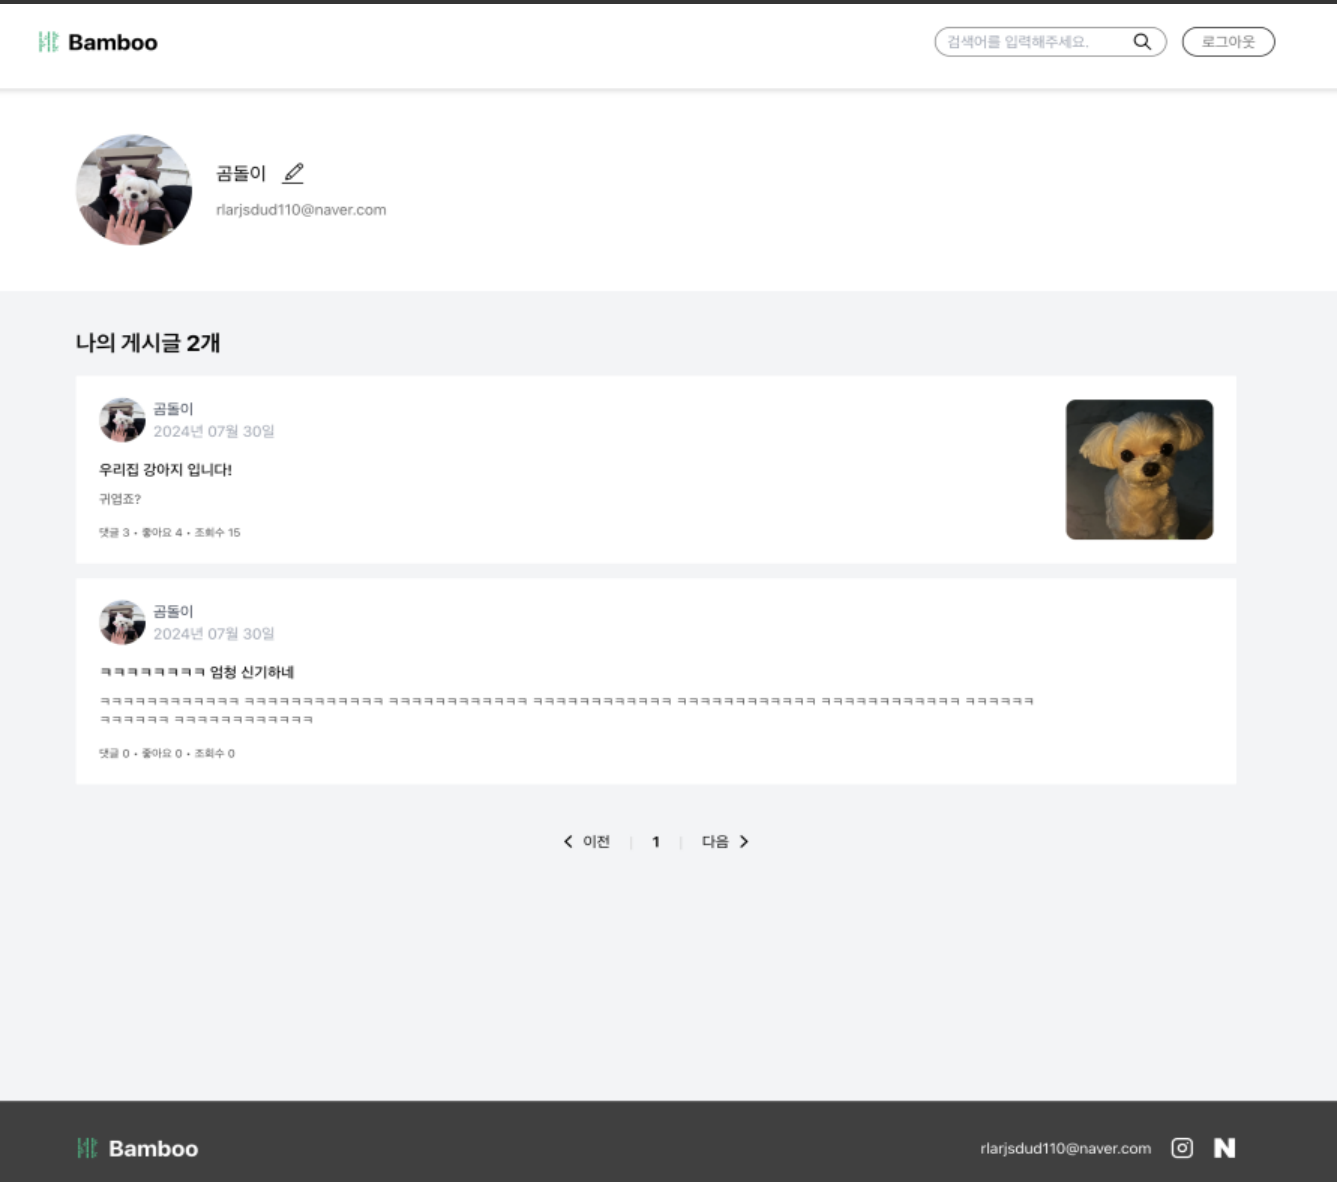 Bamboo
검색어를 입력해주세요.
로그아웃
곰돌이
rlarjsdud110@naver.com
나의 게시글 2개
곰돌이
2024년 07월 30일
우리집 강아지 입니다!
귀엽죠?
댓글 3 • 좋아요 4 • 조회수 15
곰돌이
2024년 07월 30일
ㅋㅋㅋㅋㅋㅋㅋㅋ 엄청 신기하네
ㅋㅋㅋㅋㅋㅋㅋㅋㅋㅋㅋㅋ ㅋㅋㅋㅋㅋㅋㅋㅋㅋㅋㅋㅋ ㅋㅋㅋㅋㅋㅋㅋㅋㅋㅋㅋㅋ ㅋㅋㅋㅋㅋㅋㅋㅋㅋㅋㅋㅋ ㅋㅋㅋㅋㅋㅋㅋㅋㅋㅋㅋㅋ ㅋㅋㅋㅋㅋㅋㅋㅋㅋㅋㅋㅋ ㅋㅋㅋㅋㅋㅋ
ㅋㅋㅋㅋㅋㅋ ㅋㅋㅋㅋㅋㅋㅋㅋㅋㅋㅋㅋ
댓글 0 • 좋아요 0 • 조회수 0
이전 | 1 | 다음
Bamboo
rlarjsdud110@naver.com
N